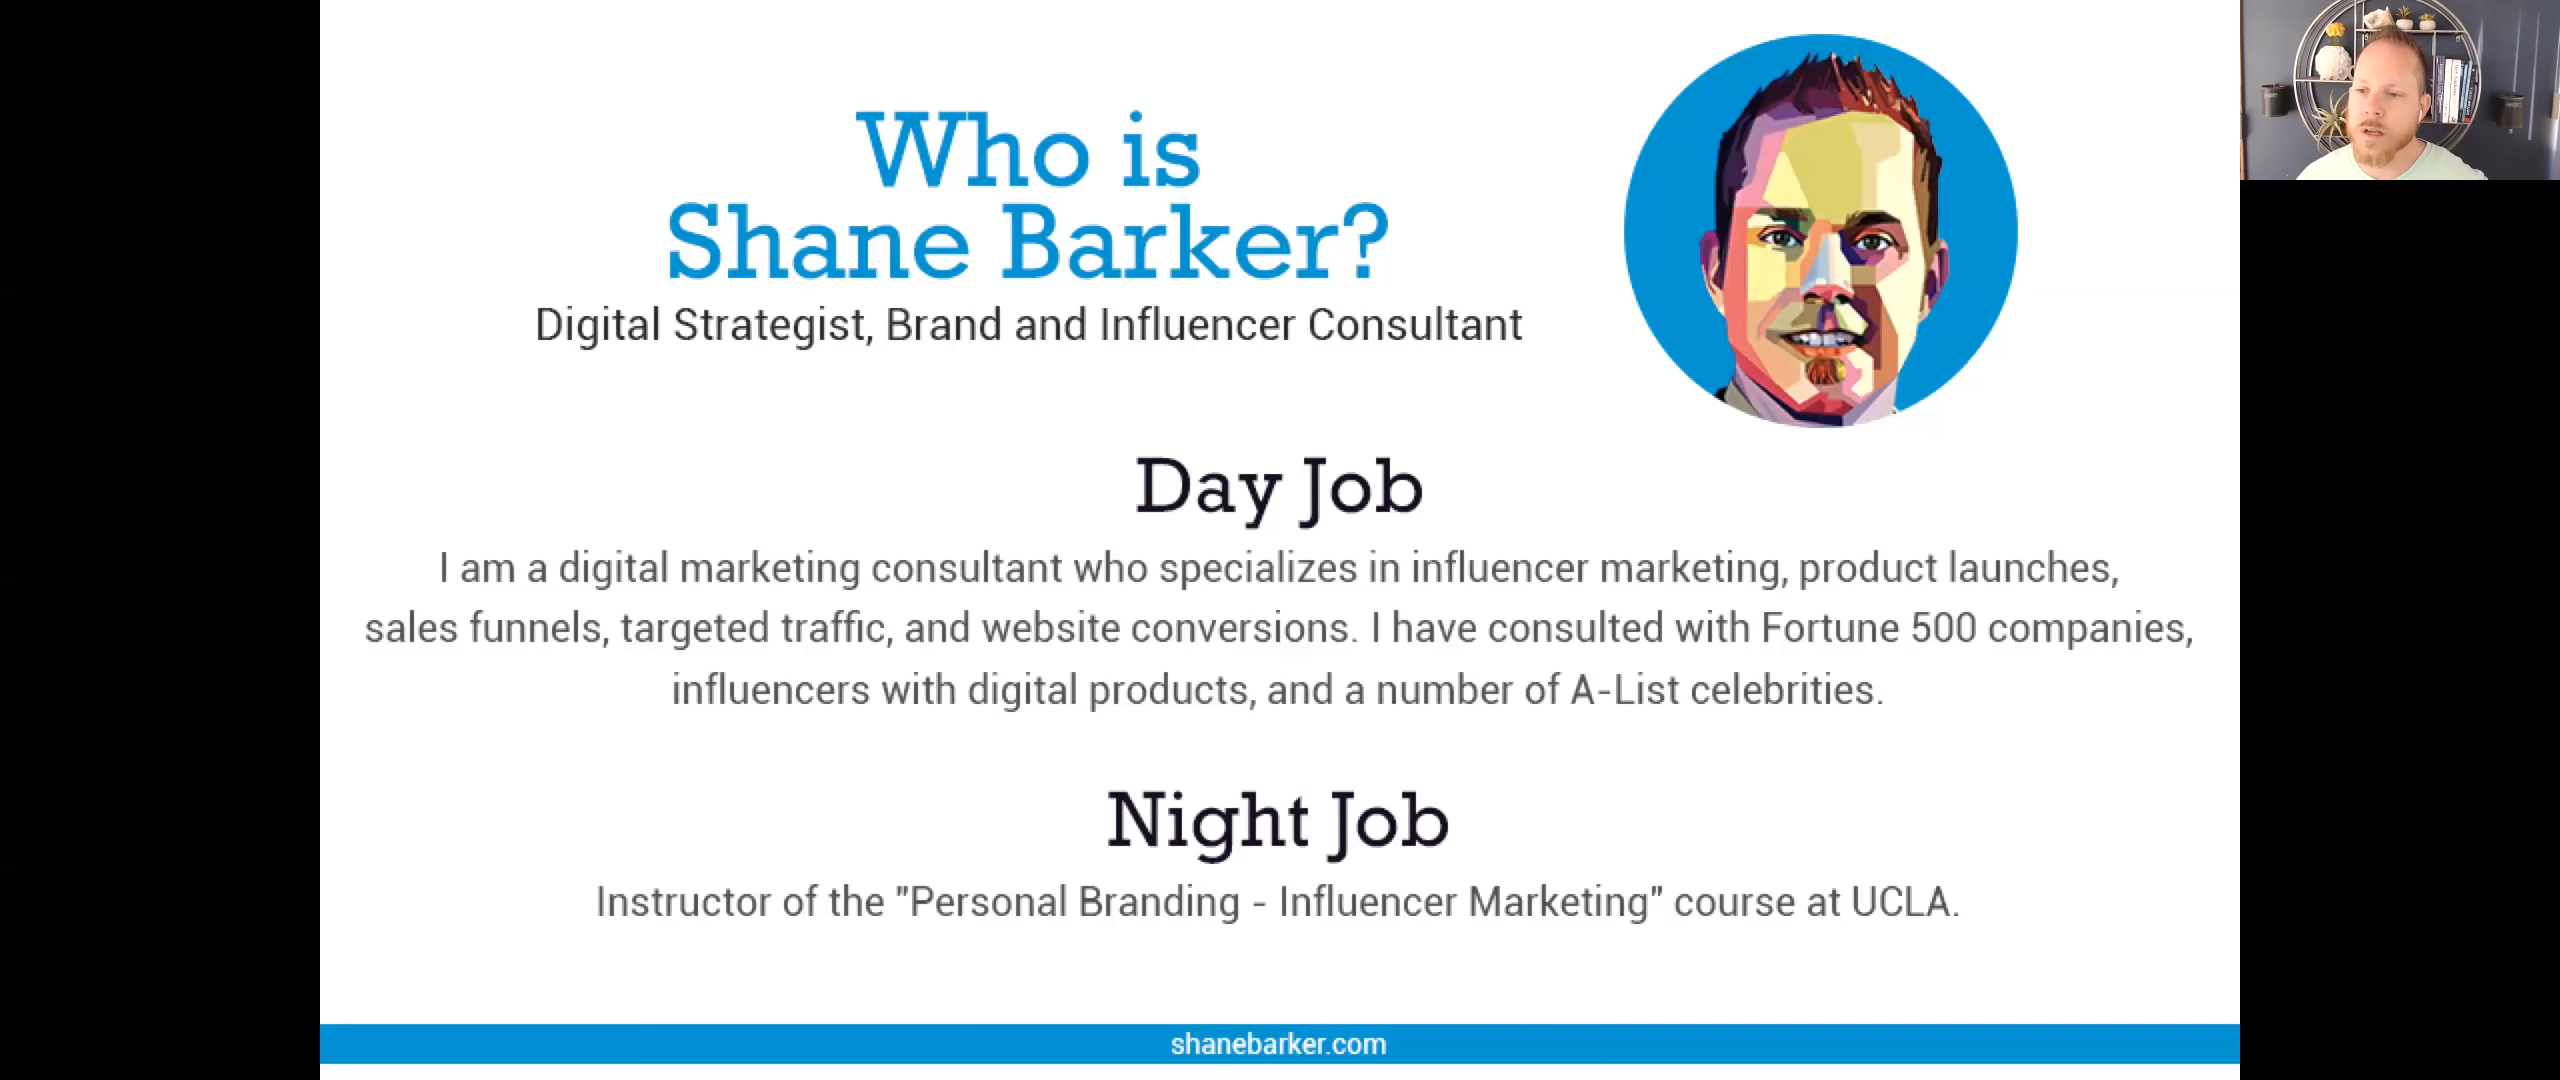 Who is
Shane Barker?
Digital Strategist, Brand and Influencer Consultant
Day Job
I am a digital marketing consultant who specializes in influencer marketing, product launches,
sales funnels, targeted traffic, and website conversions. I have consulted with Fortune 500 companies,
influencers with digital products, and a number of A-List celebrities.
Night Job
Instructor of the "Personal Branding - Influencer Marketing" course at UCLA.
shanebarker.com